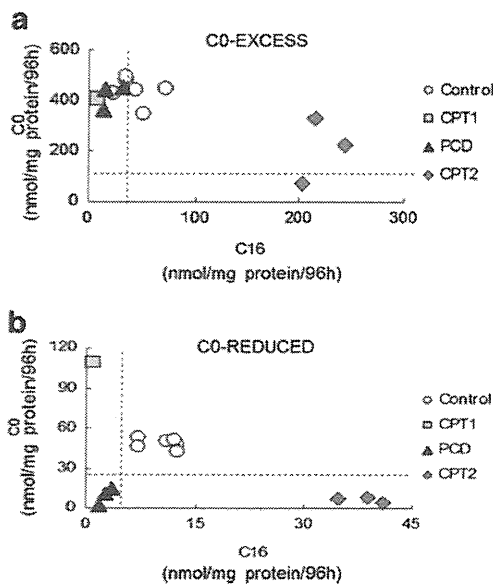 a
C0-EXCESS
600
400
200
0
C0
(nmol/mg protein/96h)
0 100 200 300
C16
(nmol/mg protein/96h)
Control
CPT1
PCD
CPT2
b
C0-REDUCED
120
90
60
30
0
C0
(nmol/mg protein/96h)
0 15 30 45
C16
(nmol/mg protein/96h)
Control
CPT1
PCD
CPT2